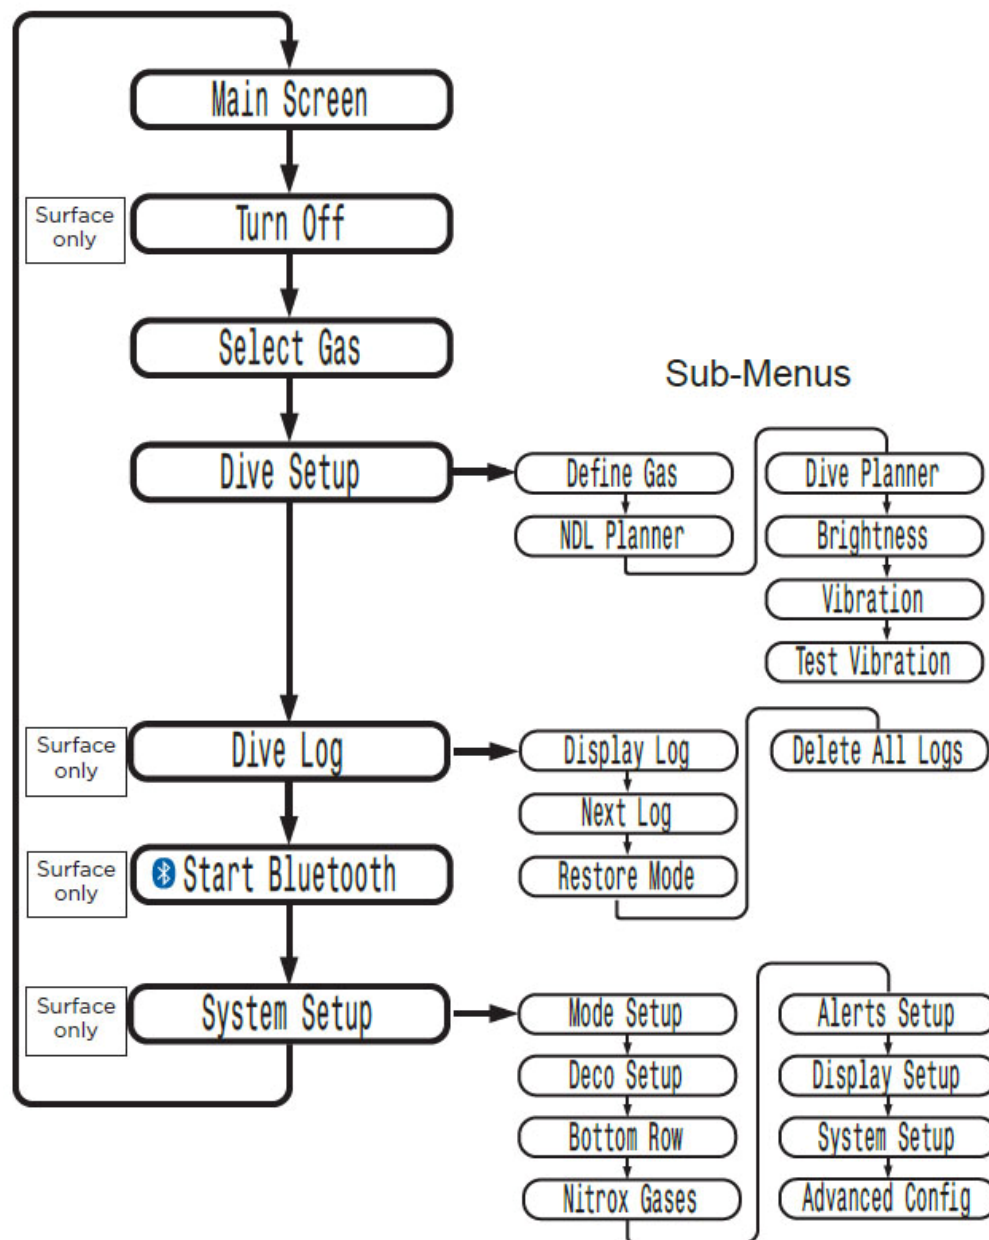 Main Screen
Surface
only
Turn Off
Select Gas
Sub-Menus
Dive Setup
Define Gas
NDL Planner
Dive Planner
Brightness
Vibration
Test Vibration
Surface
only
Dive Log
Display Log
Next Log
Restore Mode
Delete All Logs
Surface
only
Start Bluetooth
Surface
only
System Setup
Mode Setup
Deco Setup
Bottom Row
Nitrox Gases
Alerts Setup
Display Setup
System Setup
Advanced Config